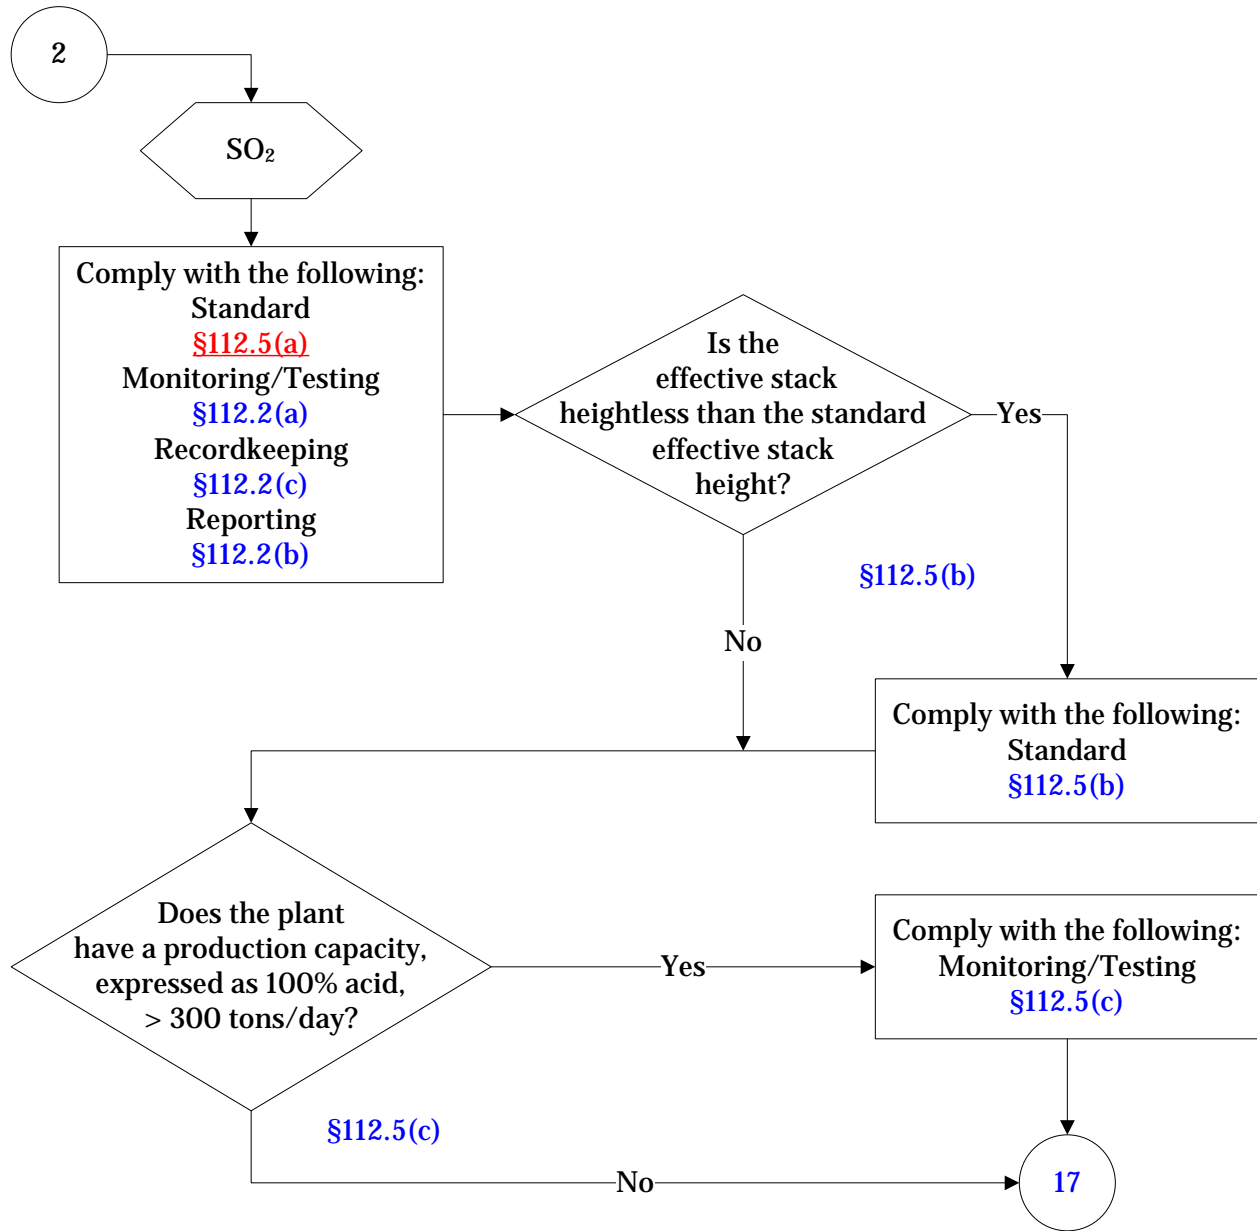 2
SO₂
Comply with the following:
Standard
§112.5(a)
Monitoring/Testing
§112.2(a)
Recordkeeping
§112.2(c)
Reporting
§112.2(b)
Is the
effective stack
heightless than the standard
effective stack
height?
Yes
§112.5(b)
No
Comply with the following:
Standard
§112.5(b)
Does the plant
have a production capacity,
expressed as 100% acid,
> 300 tons/day?
Yes
Comply with the following:
Monitoring/Testing
§112.5(c)
§112.5(c)
No
17